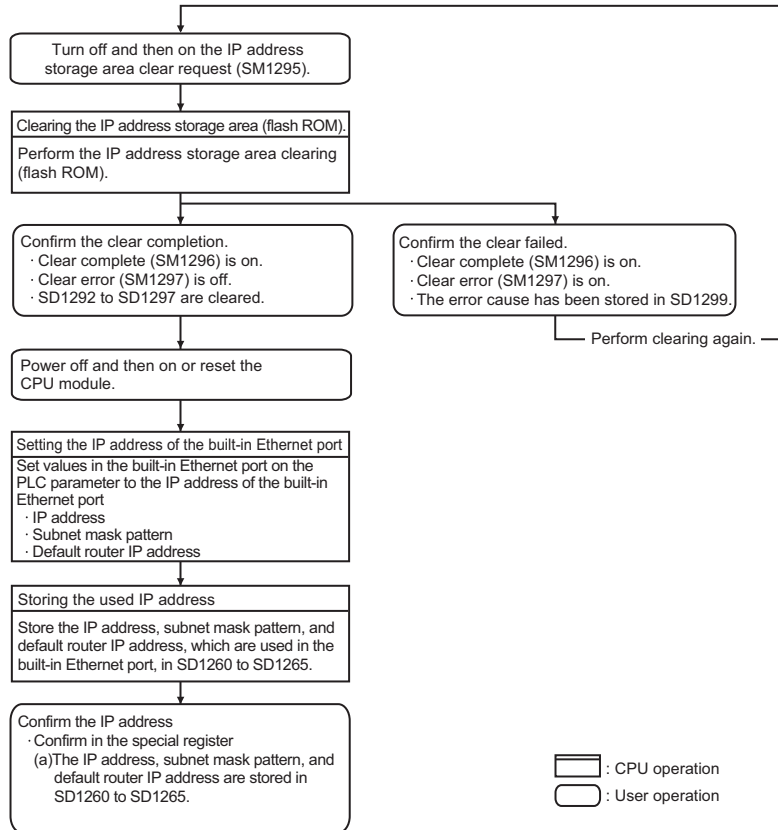 Turn off and then on the IP address
storage area clear request (SM1295).
Clearing the IP address storage area (flash ROM).
Perform the IP address storage area clearing
(flash ROM).
Confirm the clear completion.
· Clear complete (SM1296) is on.
· Clear error (SM1297) is off.
· SD1292 to SD1297 are cleared.
Confirm the clear failed.
· Clear complete (SM1296) is on.
· Clear error (SM1297) is on.
· The error cause has been stored in SD1299.
Perform clearing again.
Power off and then on or reset the
CPU module.
Setting the IP address of the built-in Ethernet port
Set values in the built-in Ethernet port on the
PLC parameter to the IP address of the built-in
Ethernet port
· IP address
· Subnet mask pattern
· Default router IP address
Storing the used IP address
Store the IP address, subnet mask pattern, and
default router IP address, which are used in the
built-in Ethernet port, in SD1260 to SD1265.
Confirm the IP address
· Confirm in the special register
(a)The IP address, subnet mask pattern, and
default router IP address are stored in
SD1260 to SD1265.
: CPU operation
: User operation